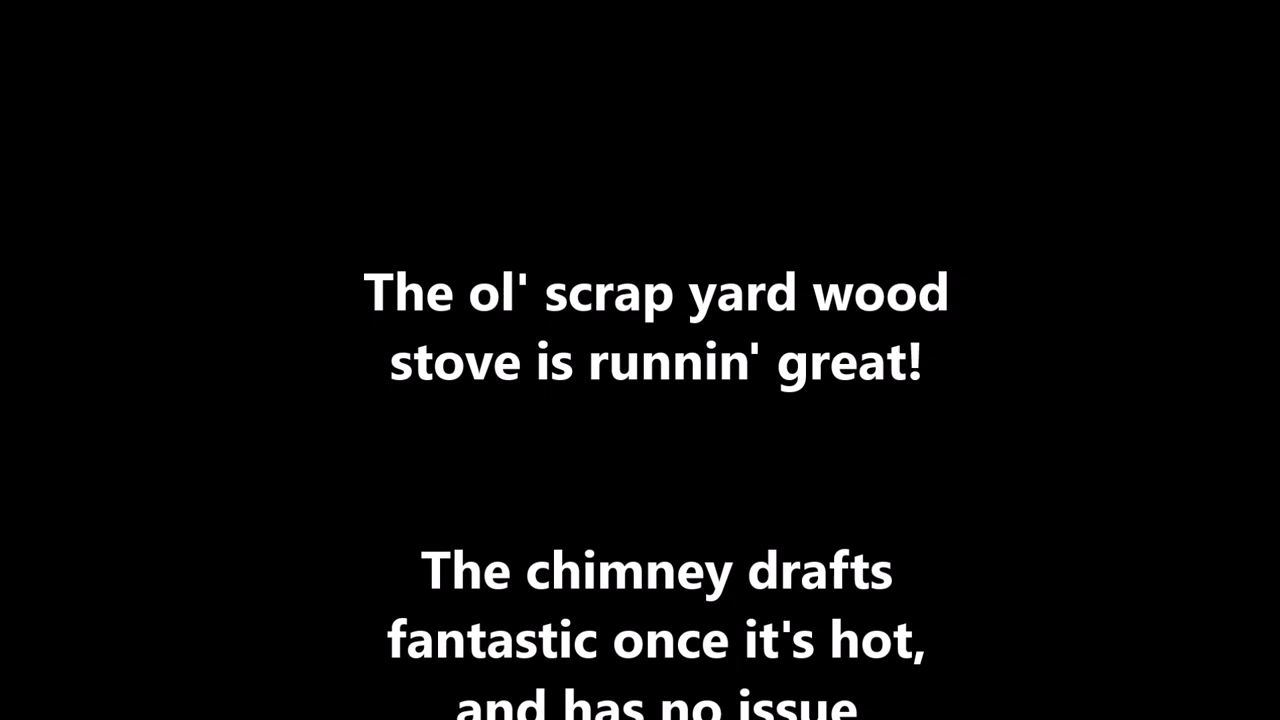 The ol' scrap yard wood
stove is runnin' great!
The chimney drafts
fantastic once it's hot,
and has no issue